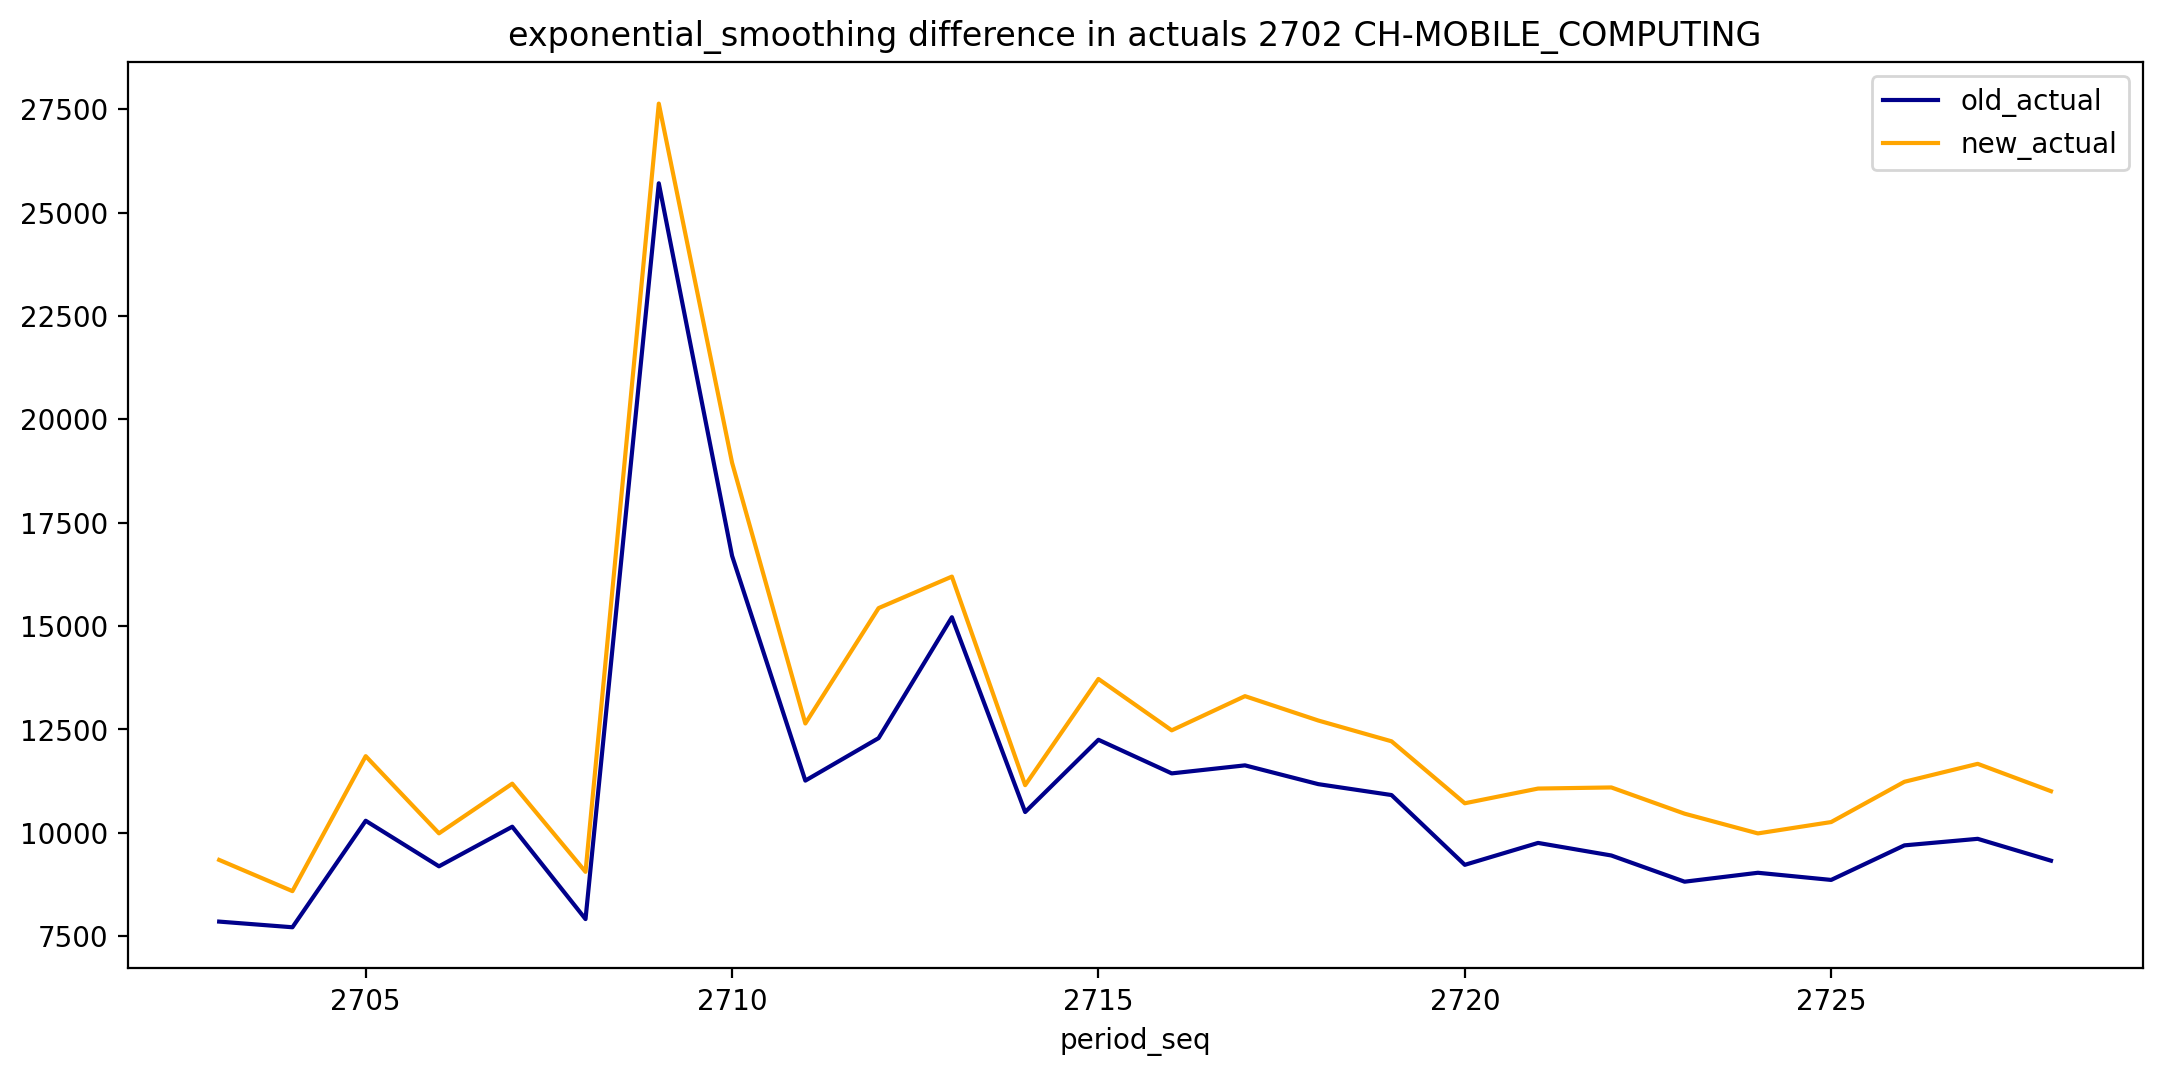 exponential_smoothing difference in actuals 2702 CH-MOBILE_COMPUTING
old_actual
new_actual
27500
25000
22500
20000
17500
15000
12500
10000
7500
2705 2710 2715 2720 2725
period_seq